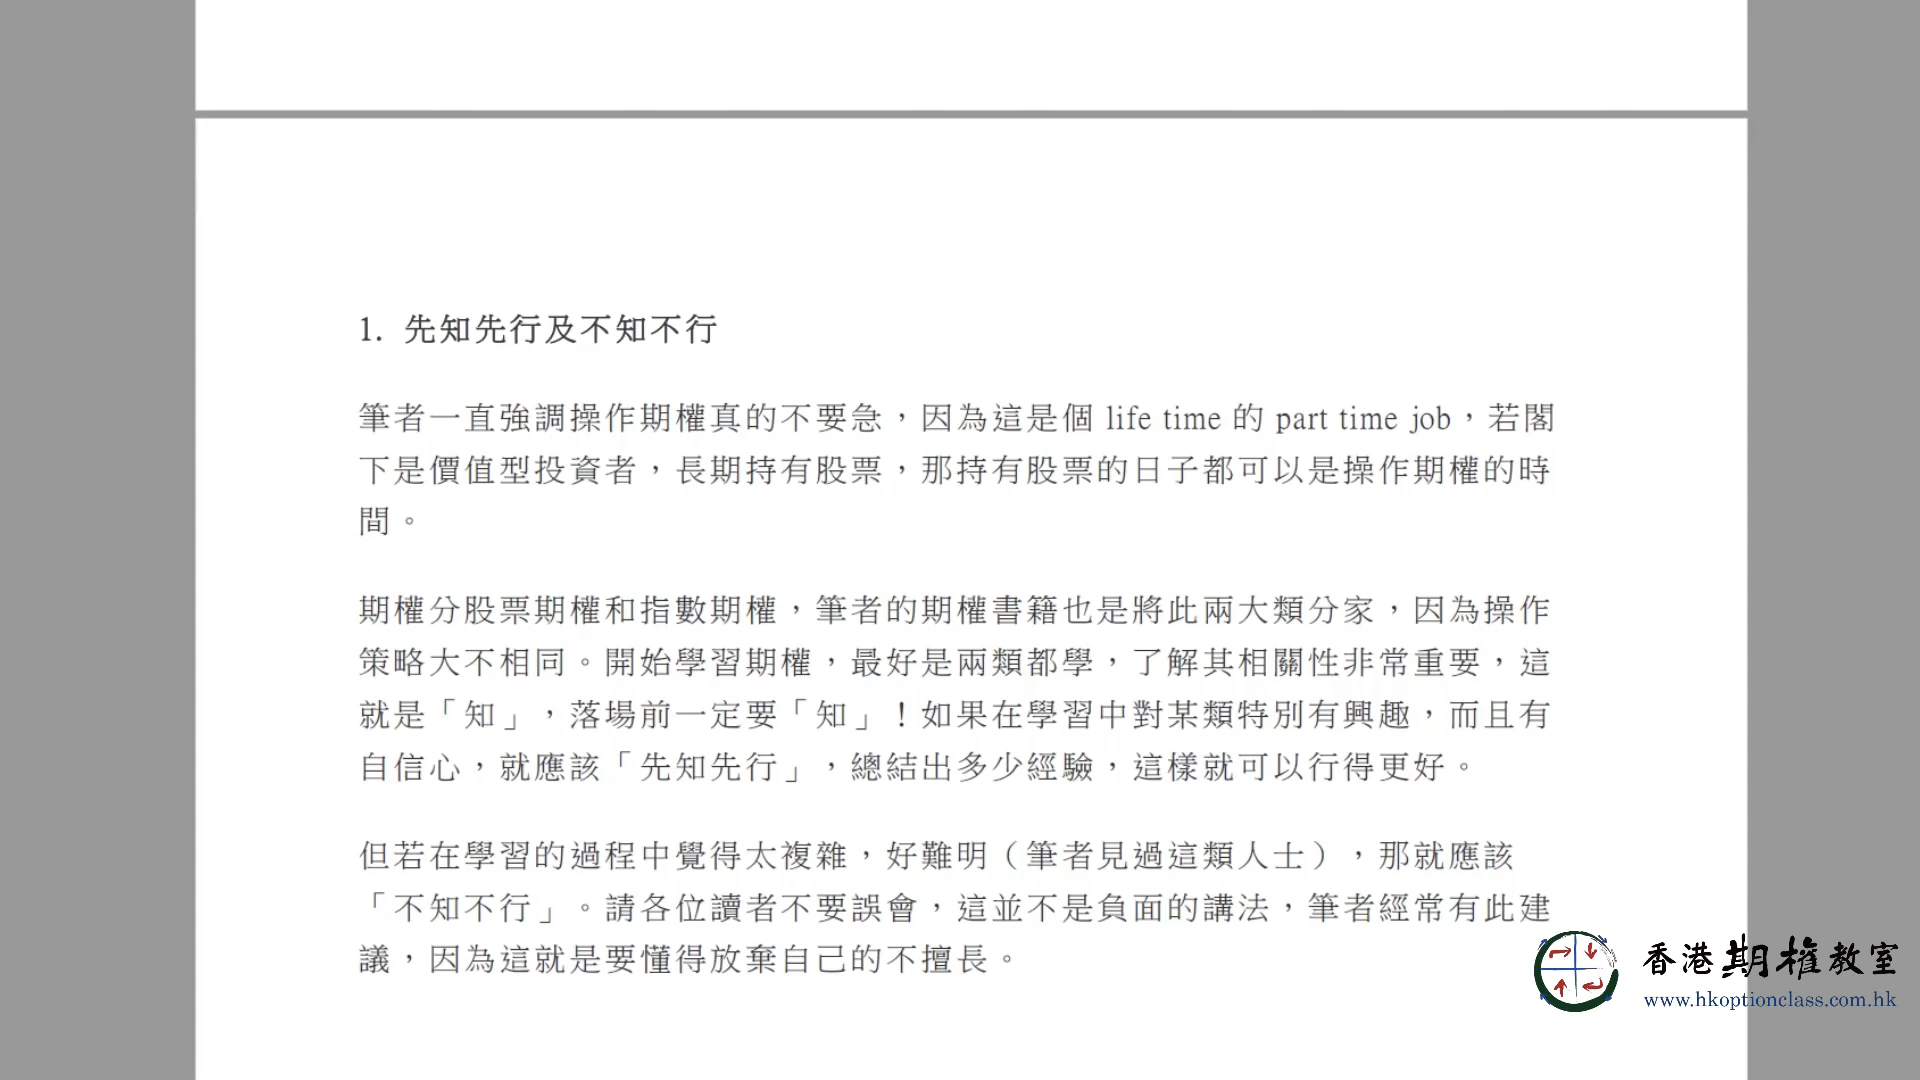 1. 先知先行及不知不行
筆者一直強調操作期權真的不要急，因為這是個 life time 的 part time job，若閣
下是價值型投資者，長期持有股票，那持有股票的日子都可以是操作期權的時
間。
期權分股票期權和指數期權，筆者的期權書籍也是將此兩大類分家，因為操作
策略大不相同。開始學習期權，最好是兩類都學，了解其相關性非常重要，這
就是「知」，落場前一定要「知」！如果在學習中對某類特別有興趣，而且有
自信心，就應該「先知先行」，總結出多少經驗，這樣就可以行得更好。
但若在學習的過程中覺得太複雜，好難明（筆者見過這類人士），那就應該
「不知不行」。請各位讀者不要誤會，這並不是負面的講法，筆者經常有此建
議，因為這就是要懂得放棄自己的不擅長。
香港期權教室
www.hkoptionclass.com.hk